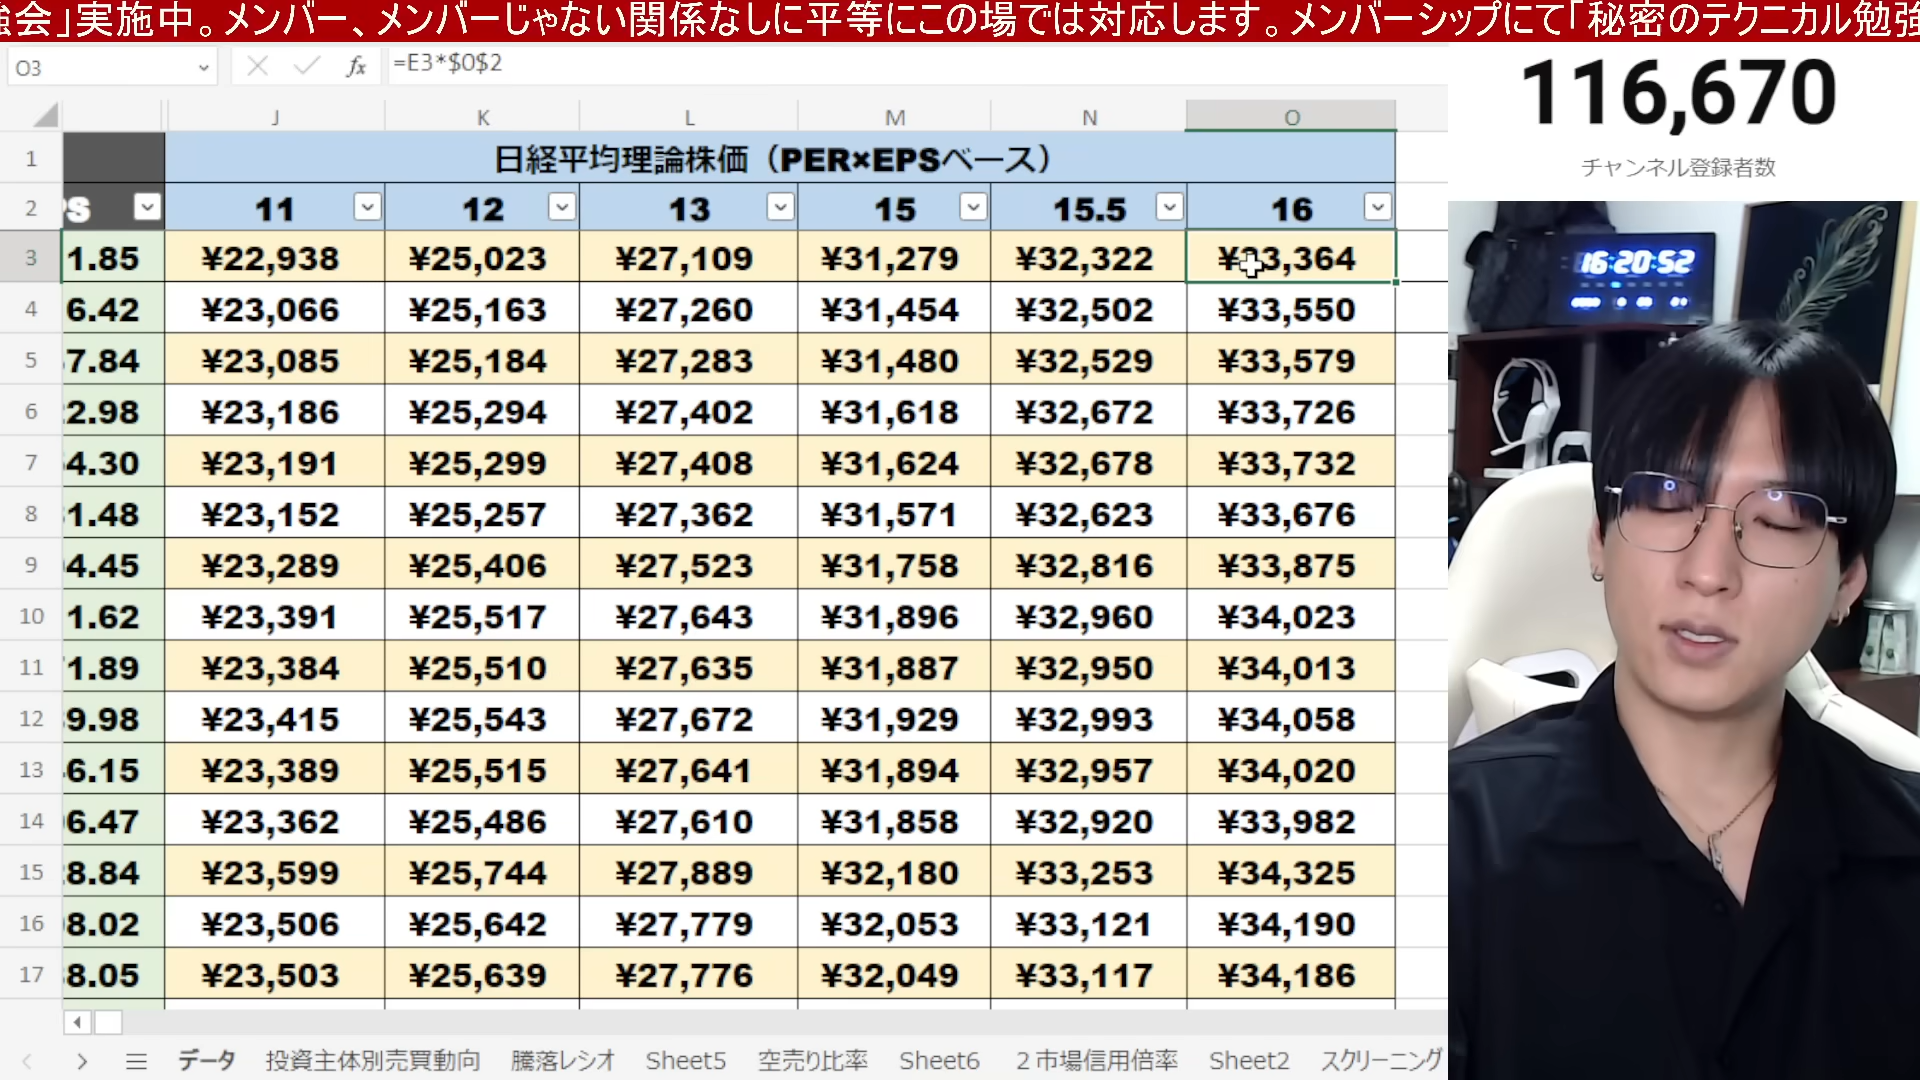 強会」実施中。メンバー、メンバーじゃない関係なしに平等にこの場では対応します。メンバーシップにて「秘密のテクニカル勉強
O3 fx =E3*$O$2
116,670
チャンネル登録者数
J K L M N O
1 日経平均理論株価（PER×EPSベース）
2 PS 11 12 13 15 15.5 16
3 1.85 ¥22,938 ¥25,023 ¥27,109 ¥31,279 ¥32,322 ¥33,364
4 6.42 ¥23,066 ¥25,163 ¥27,260 ¥31,454 ¥32,502 ¥33,550
5 7.84 ¥23,085 ¥25,184 ¥27,283 ¥31,480 ¥32,529 ¥33,579
6 2.98 ¥23,186 ¥25,294 ¥27,402 ¥31,618 ¥32,672 ¥33,726
7 4.30 ¥23,191 ¥25,299 ¥27,408 ¥31,624 ¥32,678 ¥33,732
8 1.48 ¥23,152 ¥25,257 ¥27,362 ¥31,571 ¥32,623 ¥33,676
9 4.45 ¥23,289 ¥25,406 ¥27,523 ¥31,758 ¥32,816 ¥33,875
10 1.62 ¥23,391 ¥25,517 ¥27,643 ¥31,896 ¥32,960 ¥34,023
11 1.89 ¥23,384 ¥25,510 ¥27,635 ¥31,887 ¥32,950 ¥34,013
12 9.98 ¥23,415 ¥25,543 ¥27,672 ¥31,929 ¥32,993 ¥34,058
13 6.15 ¥23,389 ¥25,515 ¥27,641 ¥31,894 ¥32,957 ¥34,020
14 6.47 ¥23,362 ¥25,486 ¥27,610 ¥31,858 ¥32,920 ¥33,982
15 8.84 ¥23,599 ¥25,744 ¥27,889 ¥32,180 ¥33,253 ¥34,325
16 8.02 ¥23,506 ¥25,642 ¥27,779 ¥32,053 ¥33,121 ¥34,190
17 8.05 ¥23,503 ¥25,639 ¥27,776 ¥32,049 ¥33,117 ¥34,186
データ 投資主体別売買動向 騰落レシオ Sheet5 空売り比率 Sheet6 ２市場信用倍率 Sheet2 スクリーニング
16:20:52